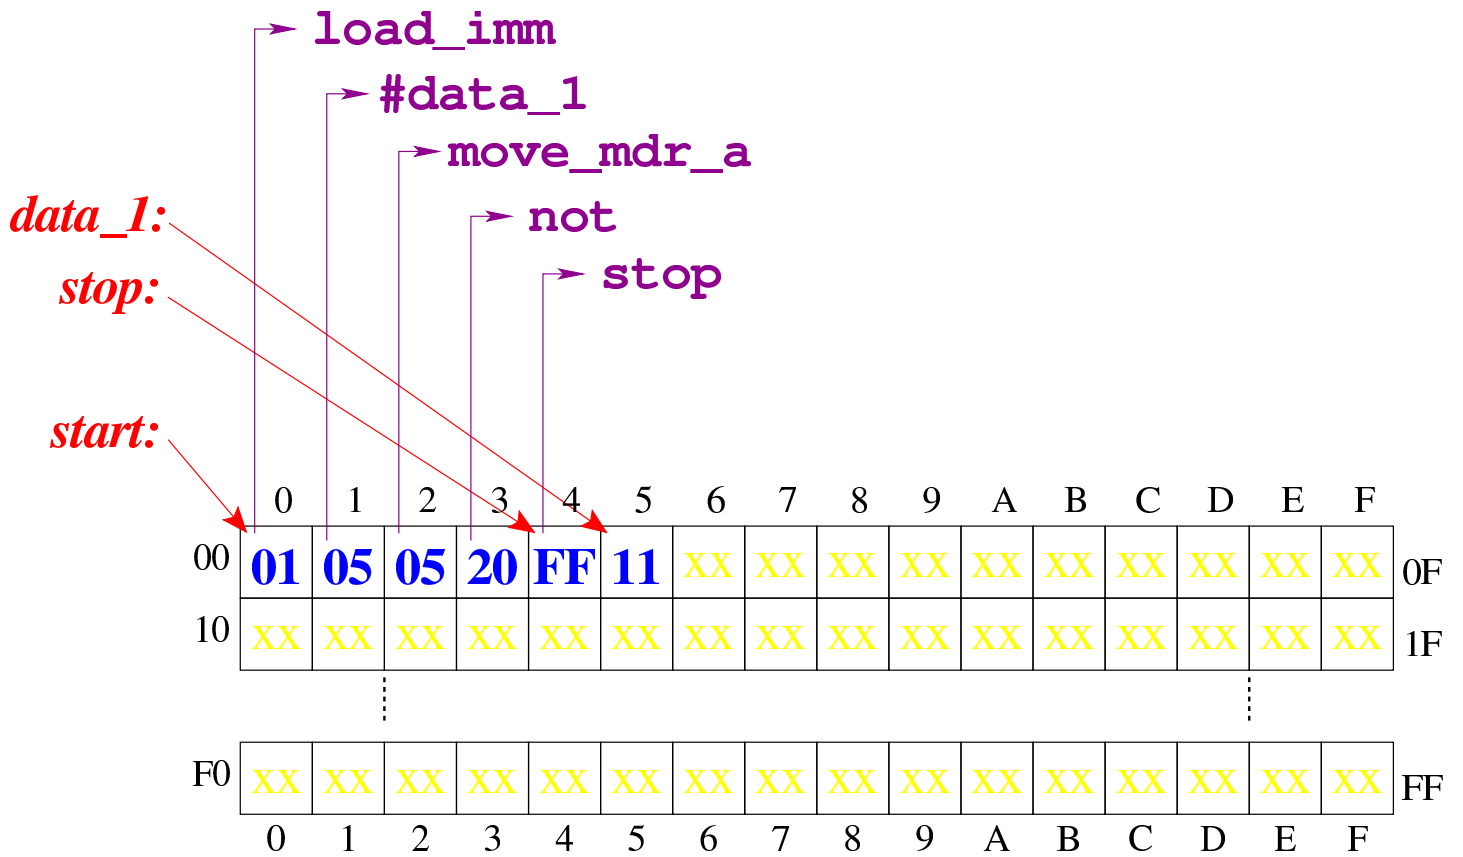 load_imm
#data_1
move_mdr_a
data_1:
not
stop:
stop
start:
0 1 2 3 4 5 6 7 8 9 A B C D E F
00 01 05 05 20 FF 11 XX XX XX XX XX XX XX XX XX XX 0F
10 XX XX XX XX XX XX XX XX XX XX XX XX XX XX XX XX 1F
F0 XX XX XX XX XX XX XX XX XX XX XX XX XX XX XX XX FF
0 1 2 3 4 5 6 7 8 9 A B C D E F